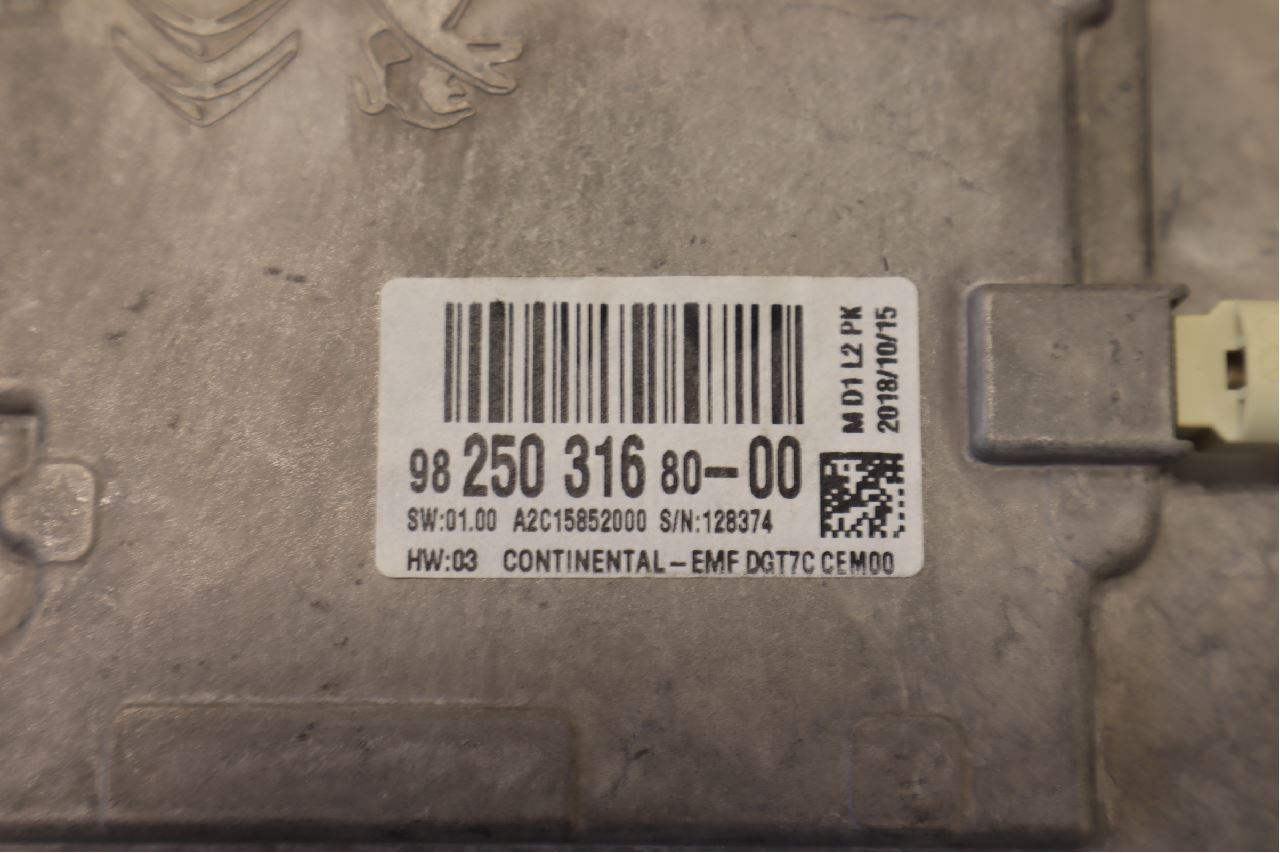 98 250 316 80-00
SW:01.00 A2C15852000 S/N:128374
HW:03 CONTINENTAL-EMF DGT7C CEM00
M D1 L2 PK
2018/10/15